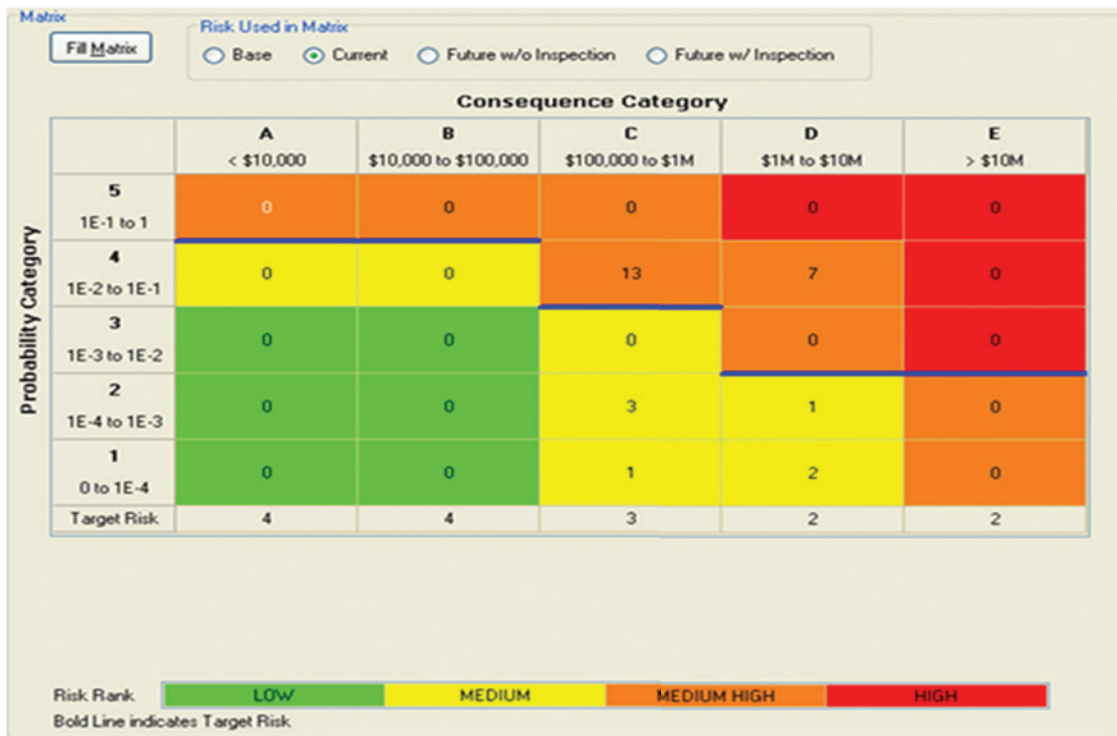 Matrix
Fill Matrix
Risk Used in Matrix
Base Current Future w/o Inspection Future w/ Inspection
Consequence Category
A B C D E
< $10,000 $10,000 to $100,000 $100,000 to $1M $1M to $10M > $10M
Probability Category
5
1E-1 to 1
0 0 0 0 0
4
1E-2 to 1E-1
0 0 13 7 0
3
1E-3 to 1E-2
0 0 0 0 0
2
1E-4 to 1E-3
0 0 3 1 0
1
0 to 1E-4
0 0 1 2 0
Target Risk 4 4 3 2 2
Risk Rank LOW MEDIUM MEDIUM HIGH HIGH
Bold Line indicates Target Risk